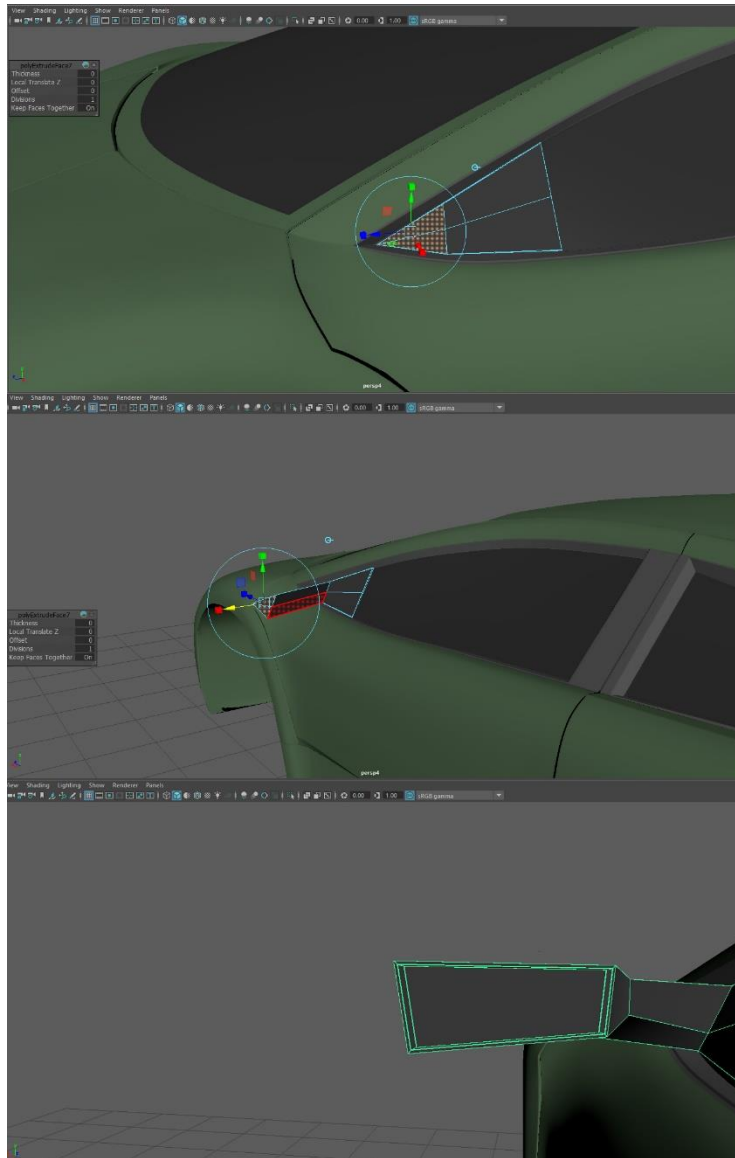 View Shading Lighting Show Renderer Panels
0.00 1.00 sRGB gamma
polyExtrudeFace7
Thickness 0
Local Translate Z 0
Offset 0
Divisions 1
Keep Faces Together On
persp4
View Shading Lighting Show Renderer Panels
0.00 1.00 sRGB gamma
polyExtrudeFace7
Thickness 0
Local Translate Z 0
Offset 0
Divisions 1
Keep Faces Together On
persp4
View Shading Lighting Show Renderer Panels
0.00 1.00 sRGB gamma